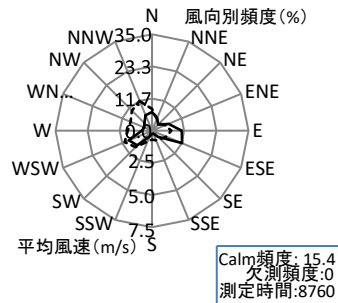 N 風向別頻度(%)
35.0
NNW NNE
23.3
NW NE
WN... 11.7 ENE
W 0.0 E
WSW 2.5 ESE
SW 5.0 SE
SSW SSE
平均風速(m/s) 7.5
S
Calm頻度: 15.4
欠測頻度:0
測定時間:8760